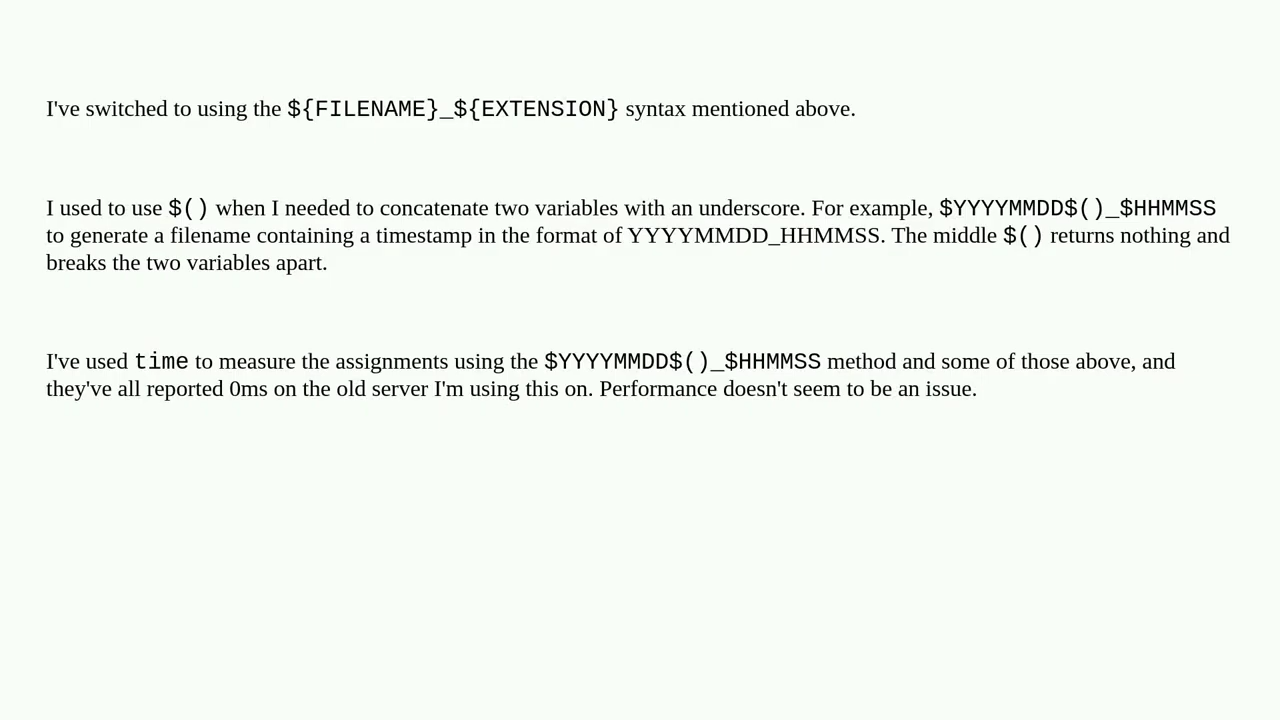 I've switched to using the ${FILENAME}_${EXTENSION} syntax mentioned above.
I used to use $() when I needed to concatenate two variables with an underscore. For example, $YYYYMMDD$()_$HHMMSS
to generate a filename containing a timestamp in the format of YYYYMMDD_HHMMSS. The middle $() returns nothing and
breaks the two variables apart.
I've used time to measure the assignments using the $YYYYMMDD$()_$HHMMSS method and some of those above, and
they've all reported 0ms on the old server I'm using this on. Performance doesn't seem to be an issue.